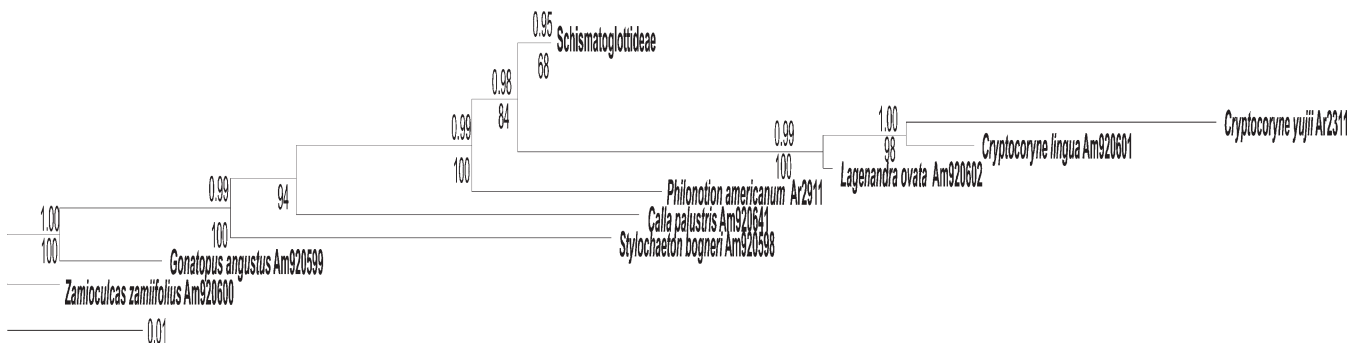 0.95
Schismatoglottideae
68
0.98
84
0.99
100
1.00
98
Cryptocoryne yujii Ar2311
Cryptocoryne lingua Am920601
0.99
100
Lagenandra ovata Am920602
Philonotion americanum Ar2911
94
Calla palustris Am920641
0.99
100
Stylochaeton bogneri Am920598
1.00
100
Gonatopus angustus Am920599
Zamioculcas zamiifolius Am920600
0.01